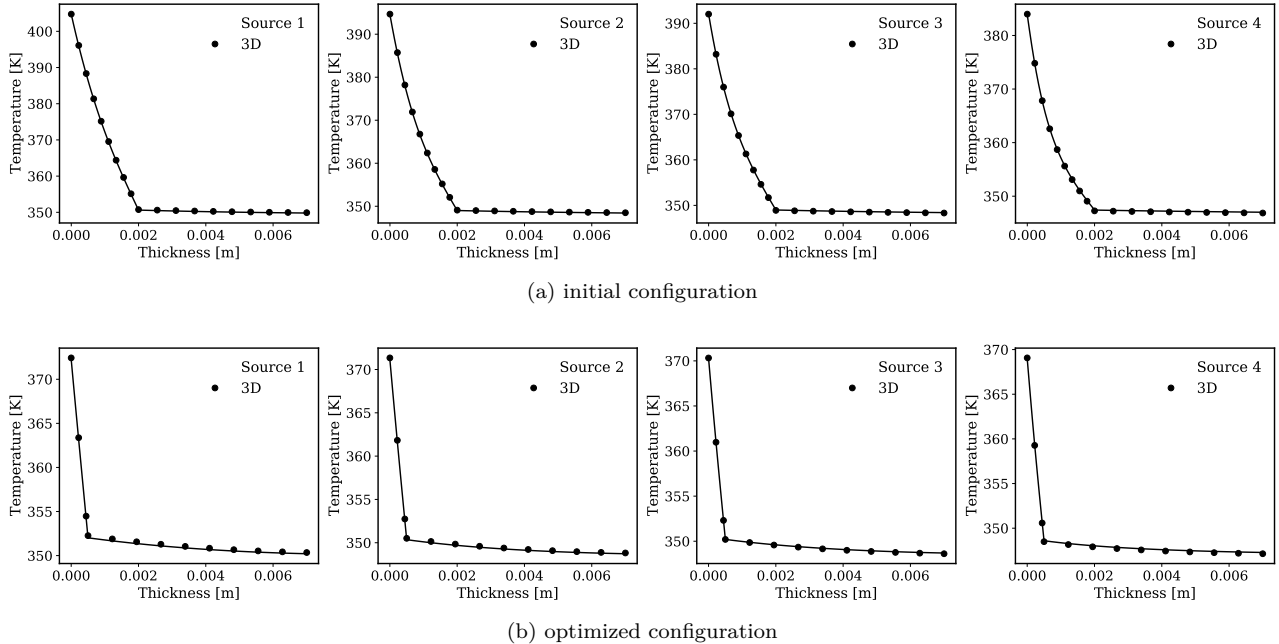 Source 1
3D
Temperature [K]
400
390
380
370
360
350
0.000 0.002 0.004 0.006
Thickness [m]
Source 2
3D
Temperature [K]
390
380
370
360
350
0.000 0.002 0.004 0.006
Thickness [m]
Source 3
3D
Temperature [K]
390
380
370
360
350
0.000 0.002 0.004 0.006
Thickness [m]
Source 4
3D
Temperature [K]
380
370
360
350
0.000 0.002 0.004 0.006
Thickness [m]
(a) initial configuration
Source 1
3D
Temperature [K]
370
365
360
355
350
0.000 0.002 0.004 0.006
Thickness [m]
Source 2
3D
Temperature [K]
370
365
360
355
350
0.000 0.002 0.004 0.006
Thickness [m]
Source 3
3D
Temperature [K]
370
365
360
355
350
0.000 0.002 0.004 0.006
Thickness [m]
Source 4
3D
Temperature [K]
370
365
360
355
350
0.000 0.002 0.004 0.006
Thickness [m]
(b) optimized configuration